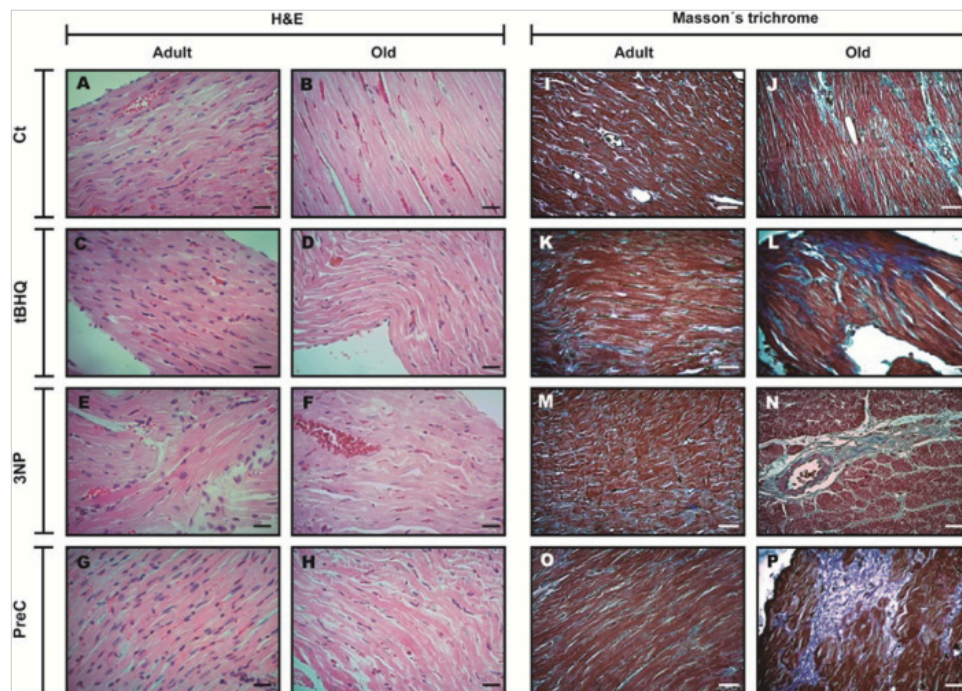 H&E Masson´s trichrome
Adult Old Adult Old
Ct A B I J
tBHQ C D K L
3NP E F M N
PreC G H O P